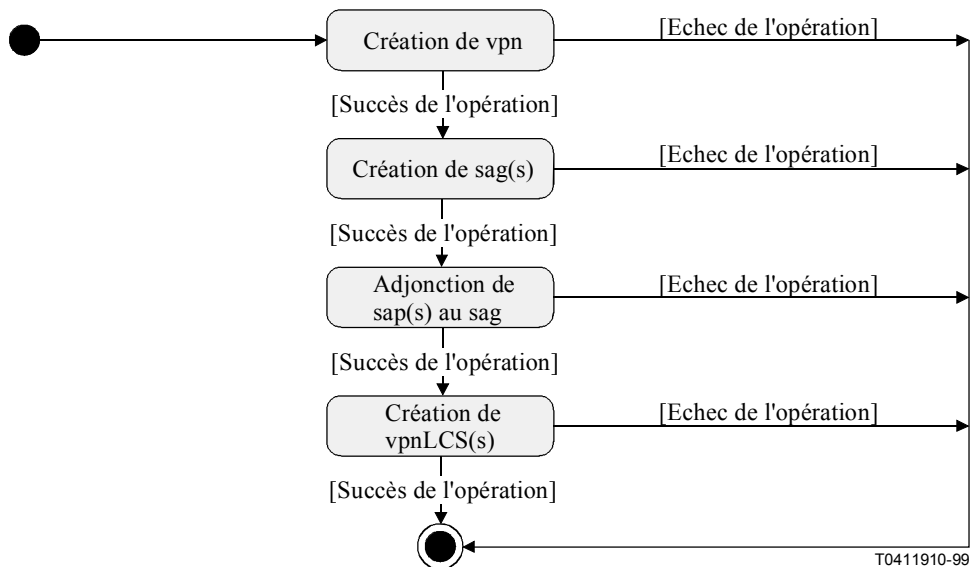 Création de vpn
[Echec de l'opération]
[Succès de l'opération]
Création de sag(s)
[Echec de l'opération]
[Succès de l'opération]
Adjonction de
sap(s) au sag
[Echec de l'opération]
[Succès de l'opération]
Création de
vpnLCS(s)
[Echec de l'opération]
[Succès de l'opération]
T0411910-99